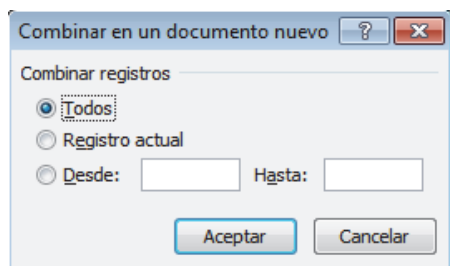 Combinar en un documento nuevo
Combinar registros
Todos
Registro actual
Desde: Hasta:
Aceptar Cancelar